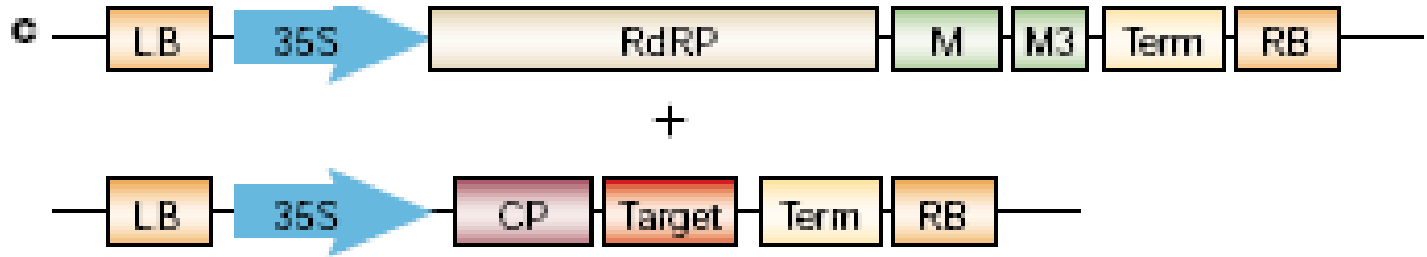 c LB 35S RdRP M M3 Term RB
+
LB 35S CP Target Term RB